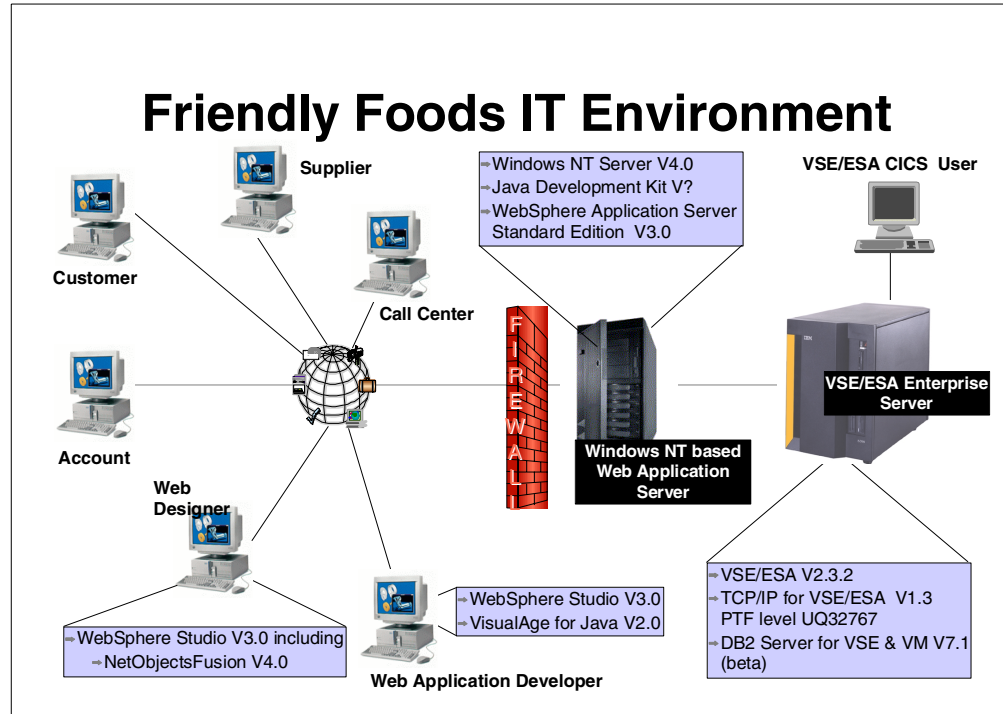 Friendly Foods IT Environment
Supplier
Customer
Call Center
Account
Web
Designer
⇒WebSphere Studio V3.0 including
⇒NetObjectsFusion V4.0
⇒WebSphere Studio V3.0
⇒VisualAge for Java V2.0
Web Application Developer
FIREWALL
⇒Windows NT Server V4.0
⇒Java Development Kit V?
⇒WebSphere Application Server
Standard Edition V3.0
Windows NT based
Web Application
Server
VSE/ESA CICS User
IBM
VSE/ESA Enterprise
Server
⇒VSE/ESA V2.3.2
⇒TCP/IP for VSE/ESA V1.3
PTF level UQ32767
⇒DB2 Server for VSE & VM V7.1
(beta)